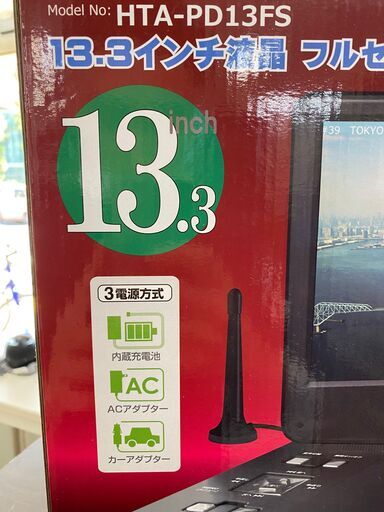 Model No: HTA-PD13FS
13.3インチ液晶 フルセ
inch
13.3
#39 TOKYO
3電源方式
内蔵充電池
AC
ACアダプター
カーアダプター